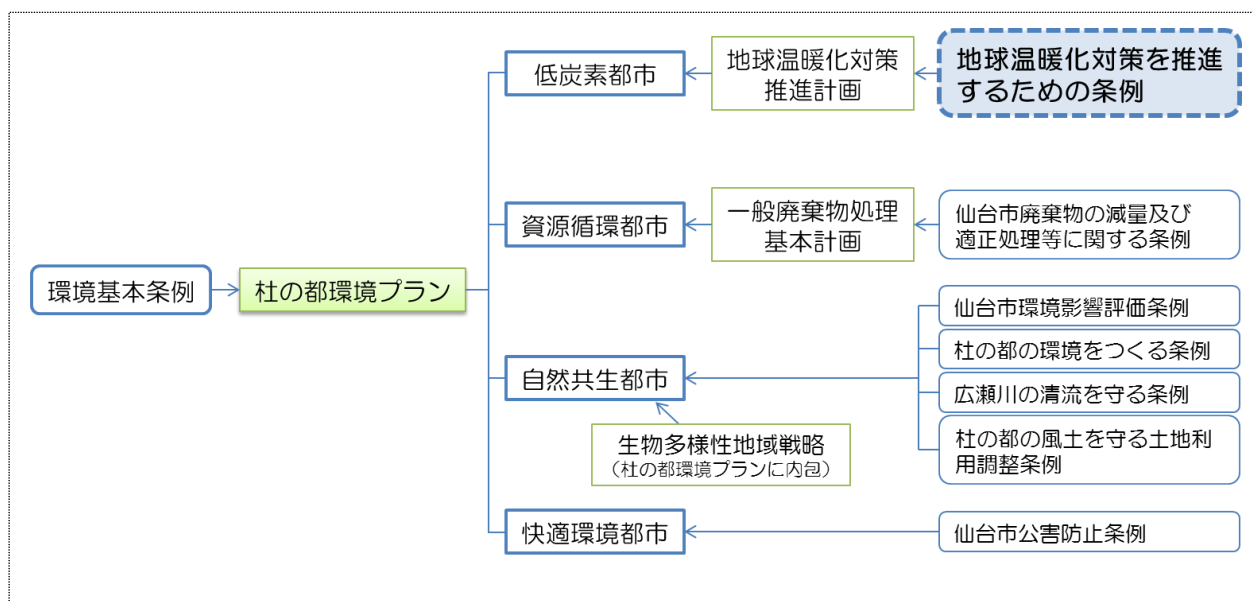 環境基本条例
杜の都環境プラン
低炭素都市
地球温暖化対策
推進計画
地球温暖化対策を推進
するための条例
資源循環都市
一般廃棄物処理
基本計画
仙台市廃棄物の減量及び
適正処理等に関する条例
自然共生都市
生物多様性地域戦略
(杜の都環境プランに内包)
仙台市環境影響評価条例
杜の都の環境をつくる条例
広瀬川の清流を守る条例
杜の都の風土を守る土地利
用調整条例
快適環境都市
仙台市公害防止条例